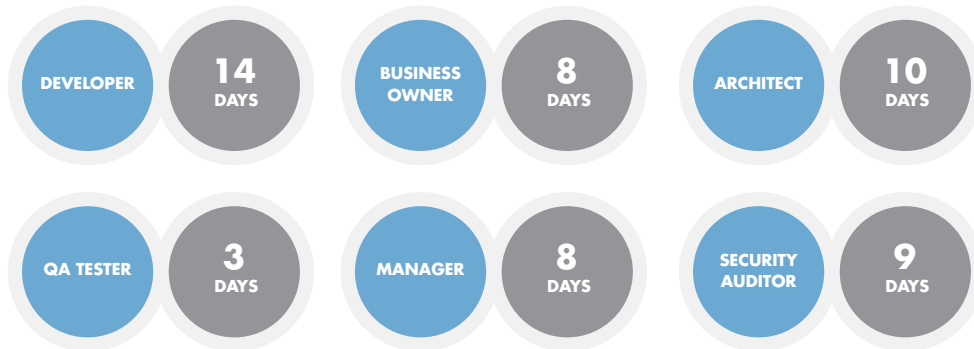 DEVELOPER
14
DAYS
BUSINESS
OWNER
8
DAYS
ARCHITECT
10
DAYS
QA TESTER
3
DAYS
MANAGER
8
DAYS
SECURITY
AUDITOR
9
DAYS